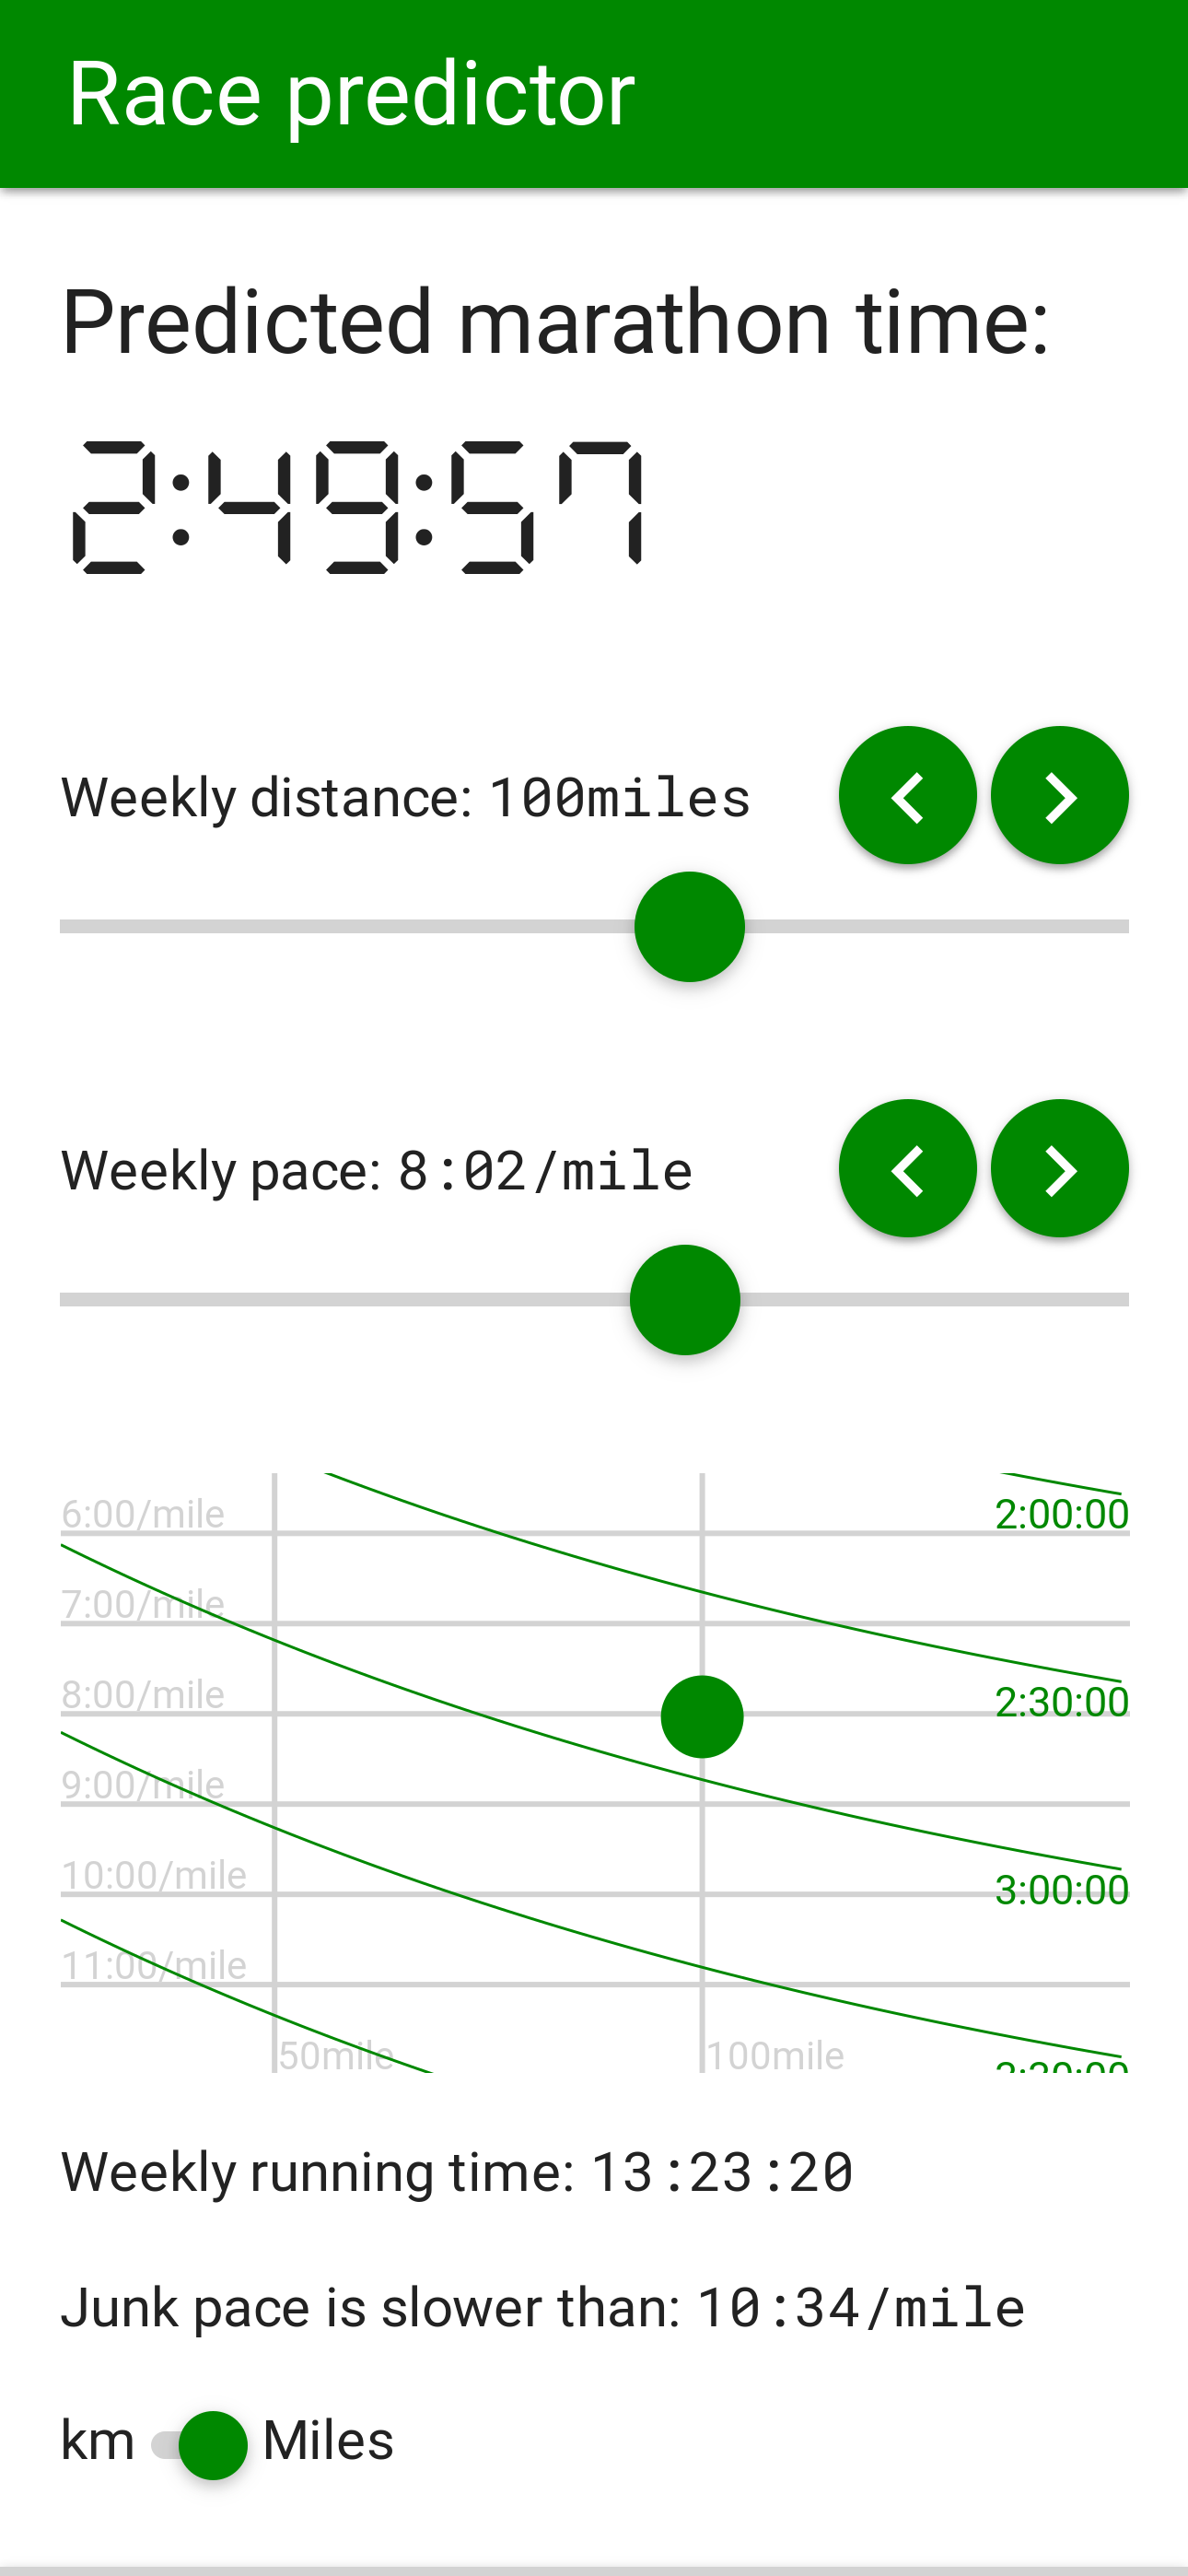 Race predictor
Predicted marathon time:
2:49:57
Weekly distance: 100miles
Weekly pace: 8:02/mile
6:00/mile
2:00:00
7:00/mile
8:00/mile
2:30:00
9:00/mile
10:00/mile
3:00:00
11:00/mile
50mile
100mile
Weekly running time: 13:23:20
Junk pace is slower than: 10:34/mile
km Miles